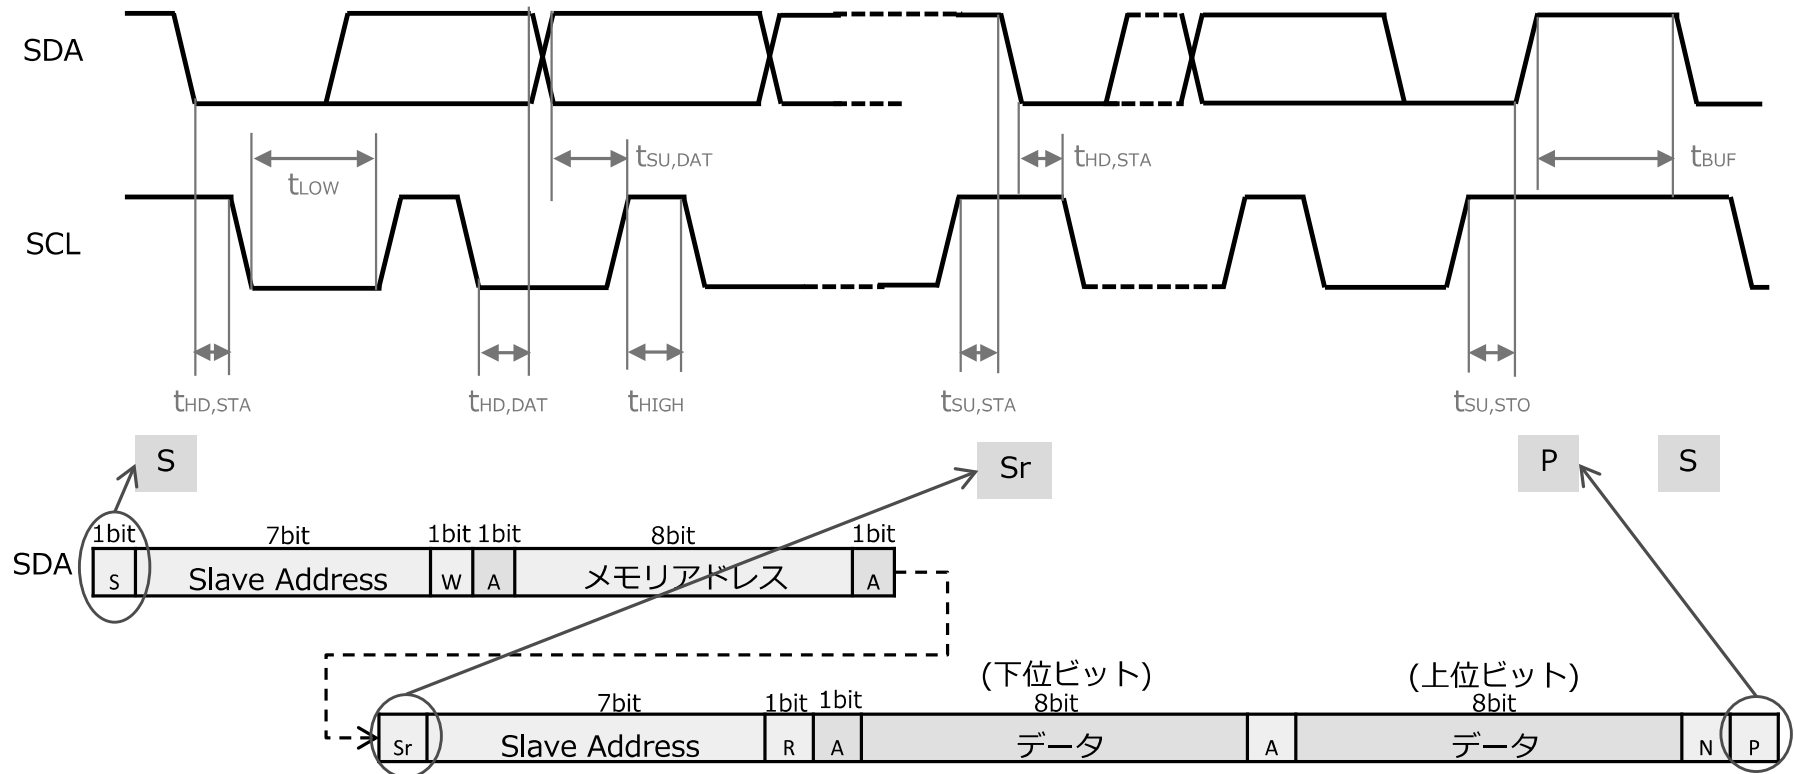 SDA
tSU,DAT
tHD,STA
tBUF
tLOW
SCL
tHD,STA
tHD,DAT
tHIGH
tSU,STA
tSU,STO
S
Sr
P
S
1bit
7bit
1bit
1bit
8bit
1bit
SDA
S
Slave Address
W
A
メモリアドレス
A
(下位ビット)
(上位ビット)
7bit
1bit
1bit
8bit
8bit
Sr
Slave Address
R
A
データ
A
データ
N
P